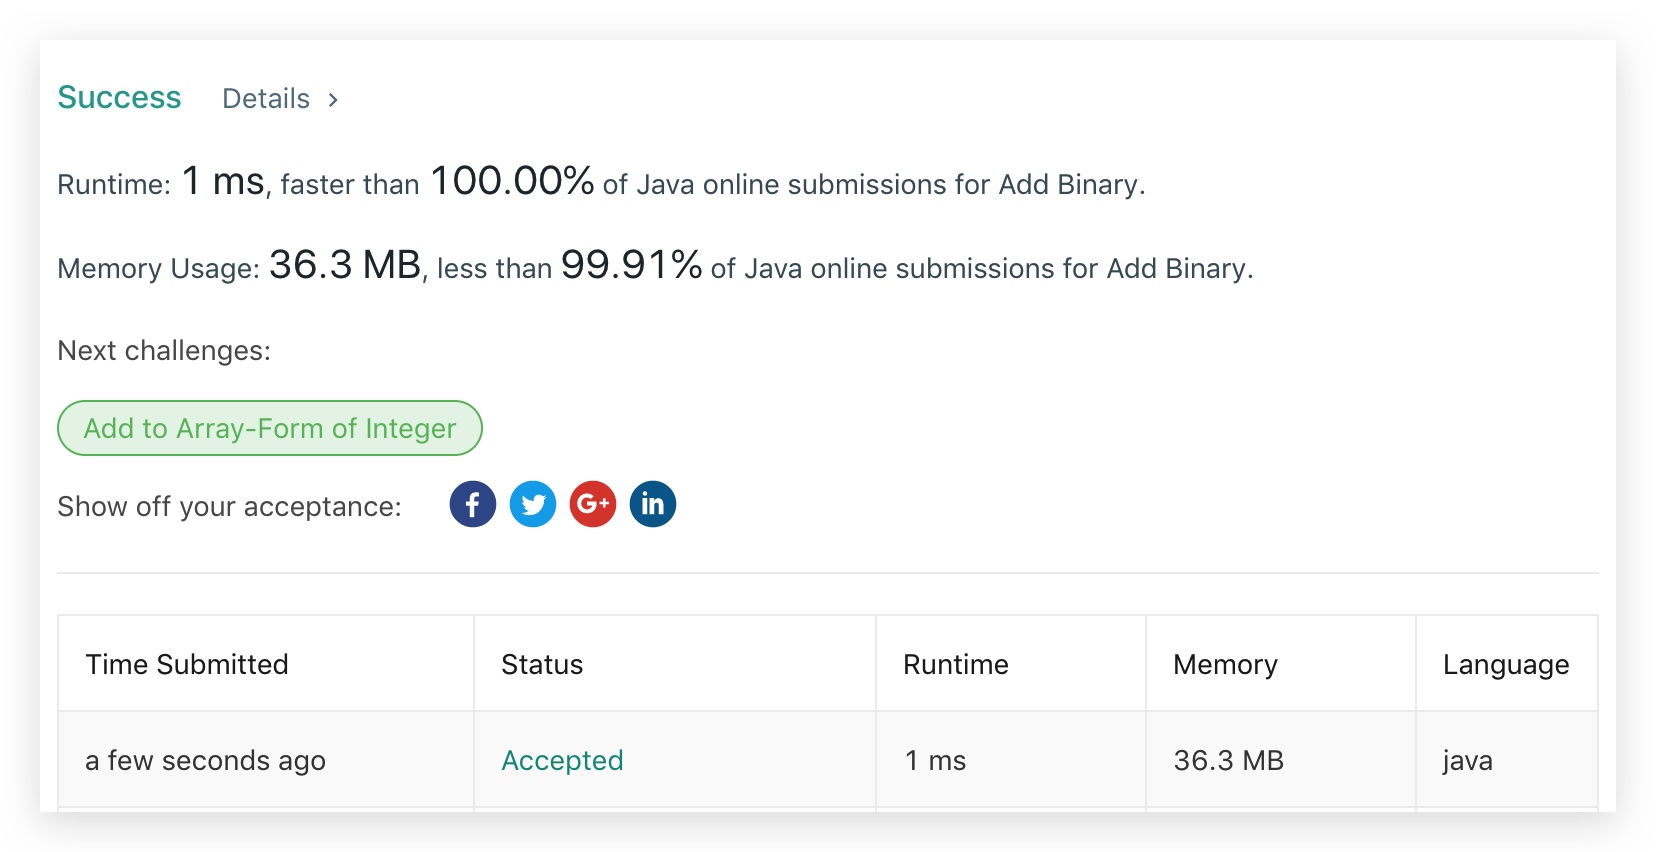 Success Details >
Runtime: 1 ms, faster than 100.00% of Java online submissions for Add Binary.
Memory Usage: 36.3 MB, less than 99.91% of Java online submissions for Add Binary.
Next challenges:
Add to Array-Form of Integer
Show off your acceptance: f G+ in
Time Submitted Status Runtime Memory Language
a few seconds ago Accepted 1 ms 36.3 MB java